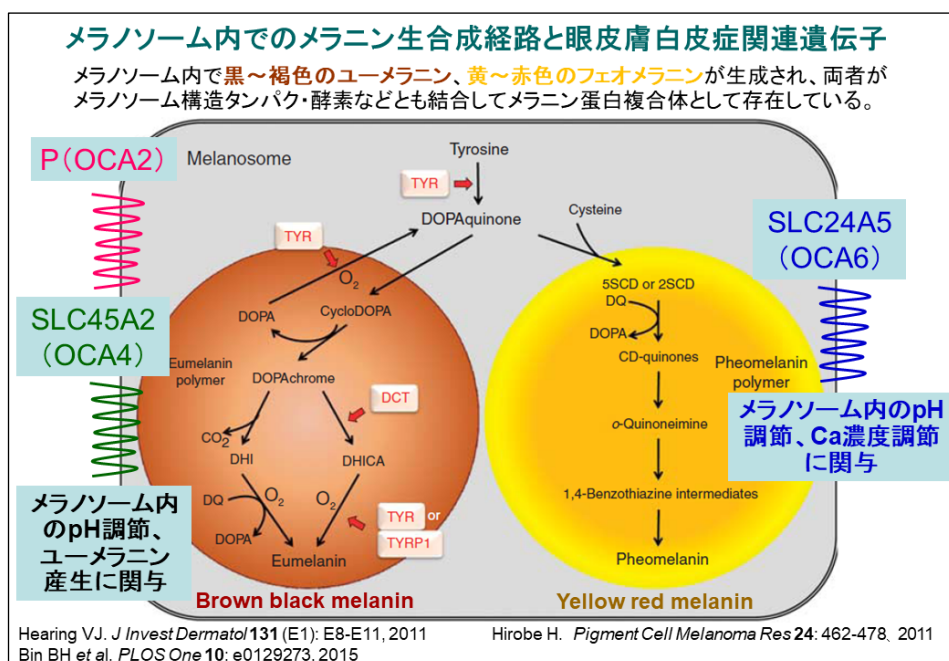 メラノソーム内でのメラニン生合成経路と眼皮膚白皮症関連遺伝子
メラノソーム内で黒～褐色のユーメラニン、黄～赤色のフェオメラニンが生成され、両者が
メラノソーム構造タンパク・酵素などとも結合してメラニン蛋白複合体として存在している。
P(OCA2)
Melanosome
Tyrosine
TYR
DOPAquinone
Cysteine
SLC24A5
(OCA6)
TYR
O2
5SCD or 2SCD
DQ
DOPA
CycloDOPA
DOPA
SLC45A2
(OCA4)
Eumelanin
polymer
CD-quinones
Pheomelanin
polymer
DOPAchrome
DCT
メラノソーム内のpH
調節、Ca濃度調節
に関与
o-Quinoneimine
CO2
DHI
DHICA
メラノソーム内
のpH調節、
ユーメラニン
産生に関与
DQ
O2
O2
1,4-Benzothiazine intermediates
TYR or
TYRP1
DOPA
Eumelanin
Pheomelanin
Brown black melanin
Yellow red melanin
Hearing VJ. J Invest Dermatol 131 (E1): E8-E11, 2011
Hirobe H. Pigment Cell Melanoma Res 24: 462-478、2011
Bin BH et al. PLOS One 10: e0129273, 2015